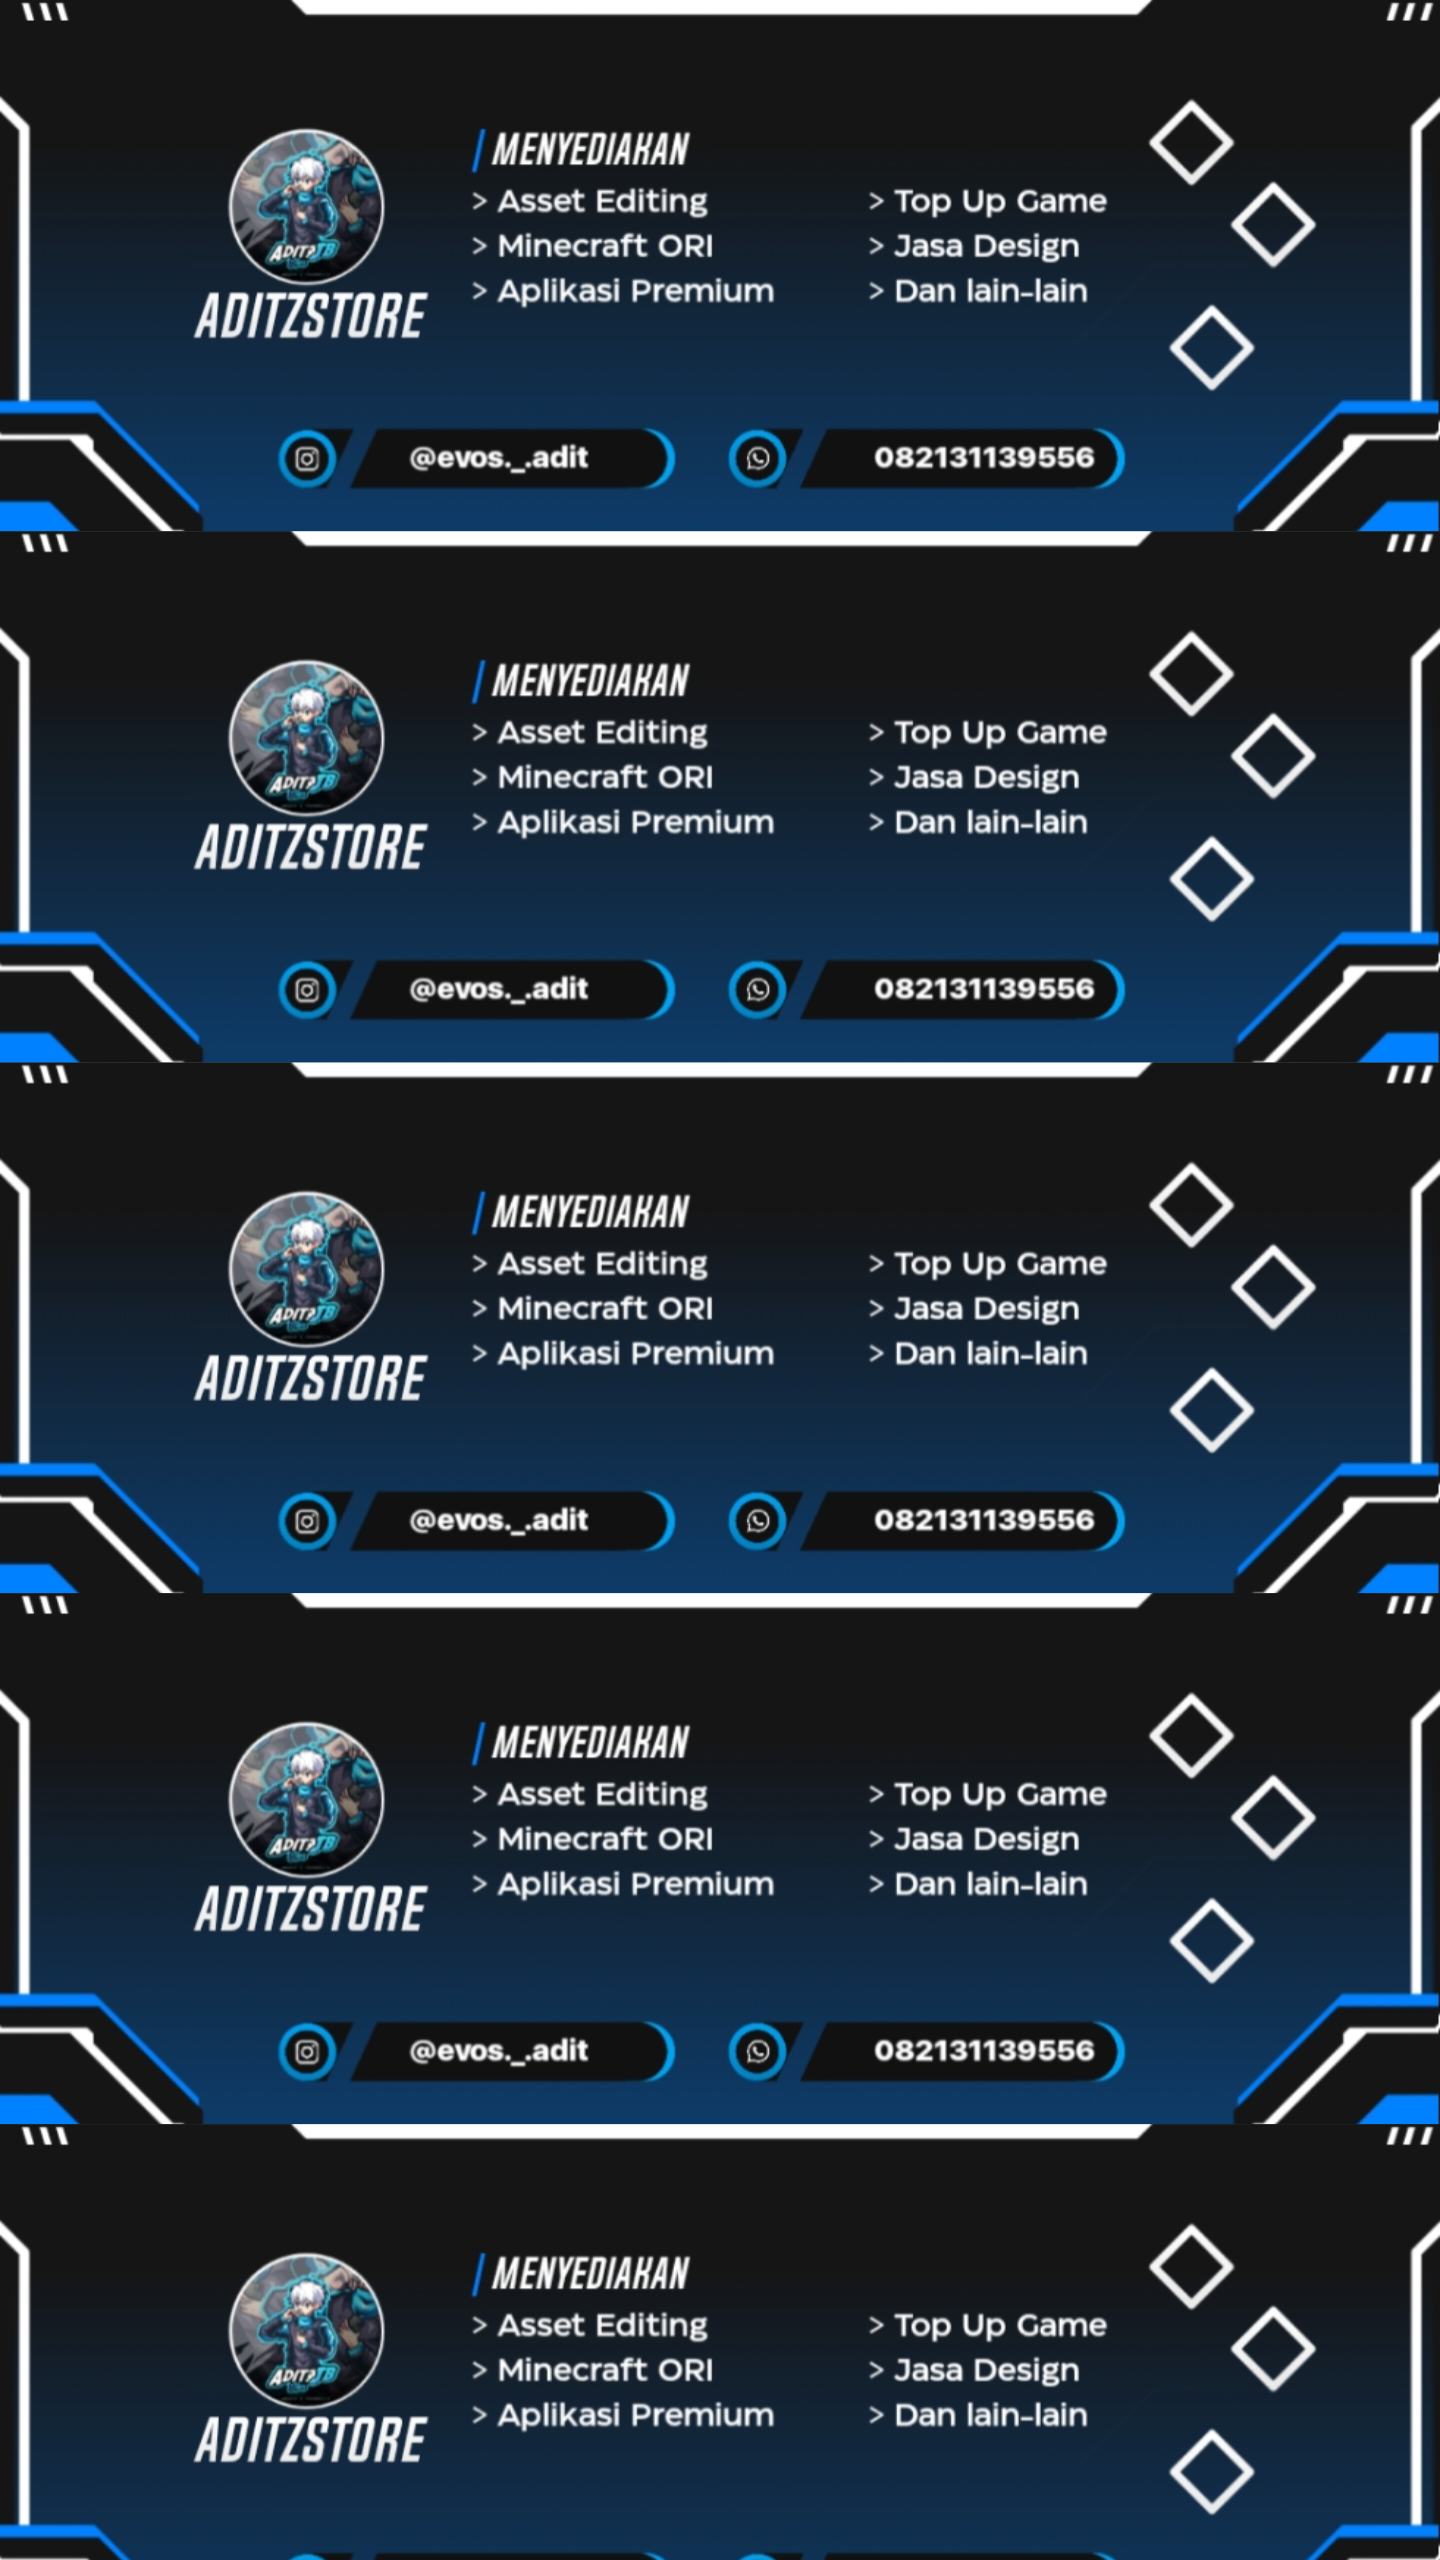 MENYEDIAKAN
> Asset Editing
> Minecraft ORI
> Aplikasi Premium
> Top Up Game
> Jasa Design
> Dan lain-lain
ADITZSTORE
@evos._.adit
082131139556
MENYEDIAKAN
> Asset Editing
> Minecraft ORI
> Aplikasi Premium
> Top Up Game
> Jasa Design
> Dan lain-lain
ADITZSTORE
@evos._.adit
082131139556
MENYEDIAKAN
> Asset Editing
> Minecraft ORI
> Aplikasi Premium
> Top Up Game
> Jasa Design
> Dan lain-lain
ADITZSTORE
@evos._.adit
082131139556
MENYEDIAKAN
> Asset Editing
> Minecraft ORI
> Aplikasi Premium
> Top Up Game
> Jasa Design
> Dan lain-lain
ADITZSTORE
@evos._.adit
082131139556
MENYEDIAKAN
> Asset Editing
> Minecraft ORI
> Aplikasi Premium
> Top Up Game
> Jasa Design
> Dan lain-lain
ADITZSTORE